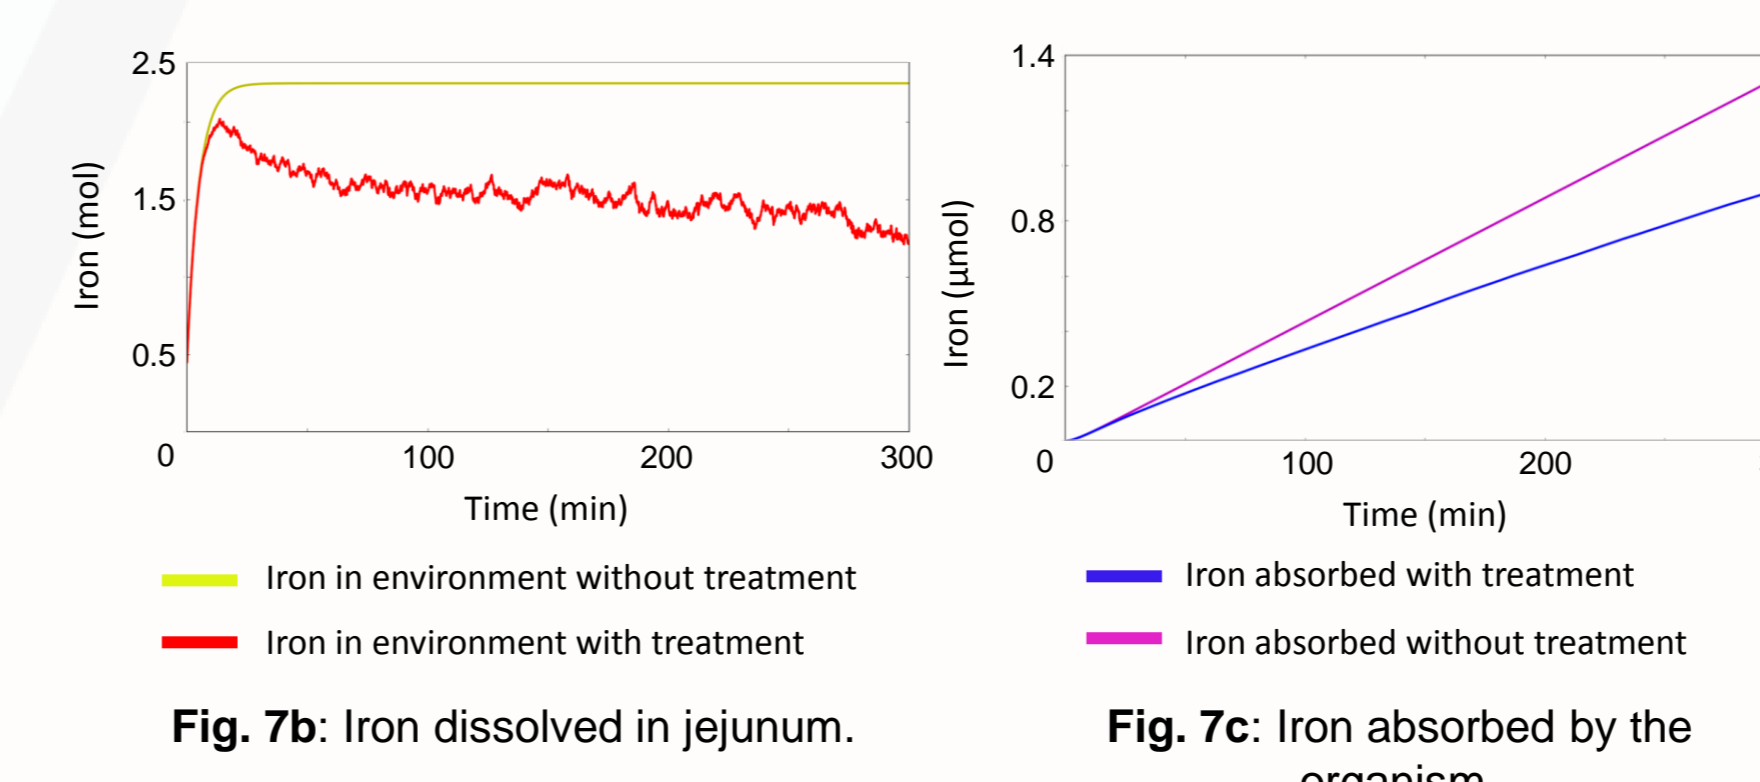 2.5
1.5
0.5
0
100
200
300
Iron (mol)
Time (min)
Iron in environment without treatment
Iron in environment with treatment
Fig. 7b: Iron dissolved in jejunum.
1.4
0.8
0.2
0
100
200
Iron (µmol)
Time (min)
Iron absorbed with treatment
Iron absorbed without treatment
Fig. 7c: Iron absorbed by the
organism